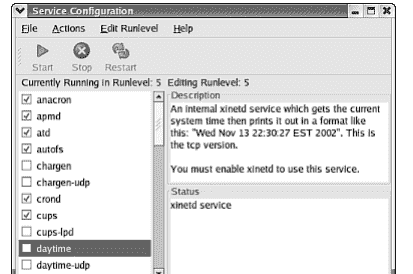 Service Configuration
File Actions Edit Runlevel Help
Start Stop Restart
Currently Running in Runlevel: 5 Editing Runlevel: 5
anacron
apmd
atd
autofs
chargen
chargen-udp
crond
cups
cups-lpd
daytime
daytime-udp
Description
An internal xinetd service which gets the current
system time then prints it out in a format like
this: "Wed Nov 13 22:30:27 EST 2002". This is
the tcp version.
You must enable xinetd to use this service.
Status
xinetd service